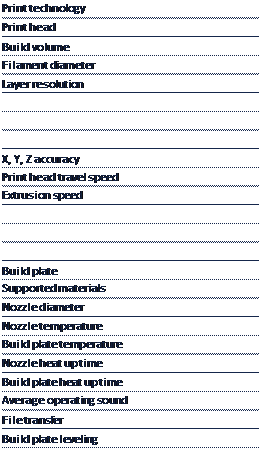 Print technology
Print head
Build volume
Filament diameter
Layer resolution
X, Y, Z accuracy
Print head travel speed
Extrusion speed
Build plate
Supported materials
Nozzle diameter
Nozzle temperature
Build plate temperature
Nozzle heat up time
Build plate heat up time
Average operating sound
File transfer
Build plate leveling